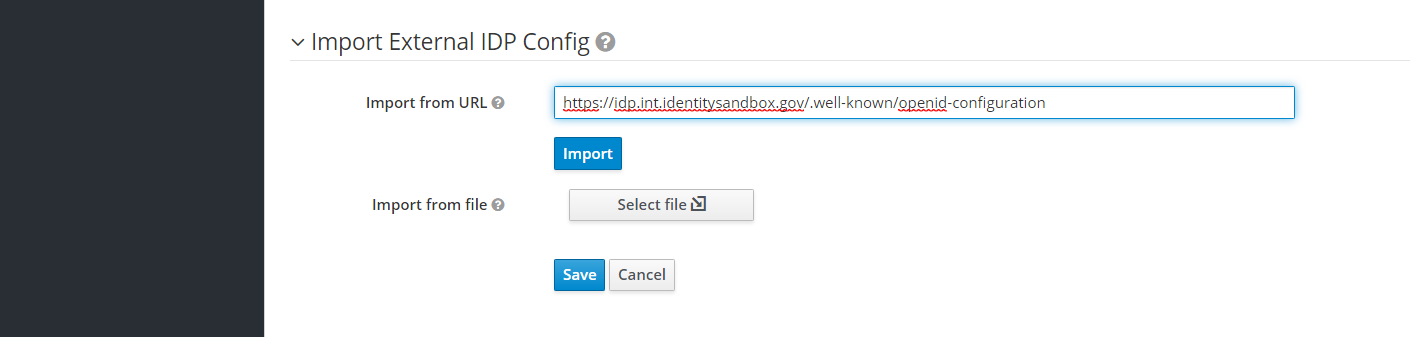 Import External IDP Config
Import from URL https://idp.int.identitysandbox.gov/.well-known/openid-configuration
Import
Import from file Select file
Save Cancel